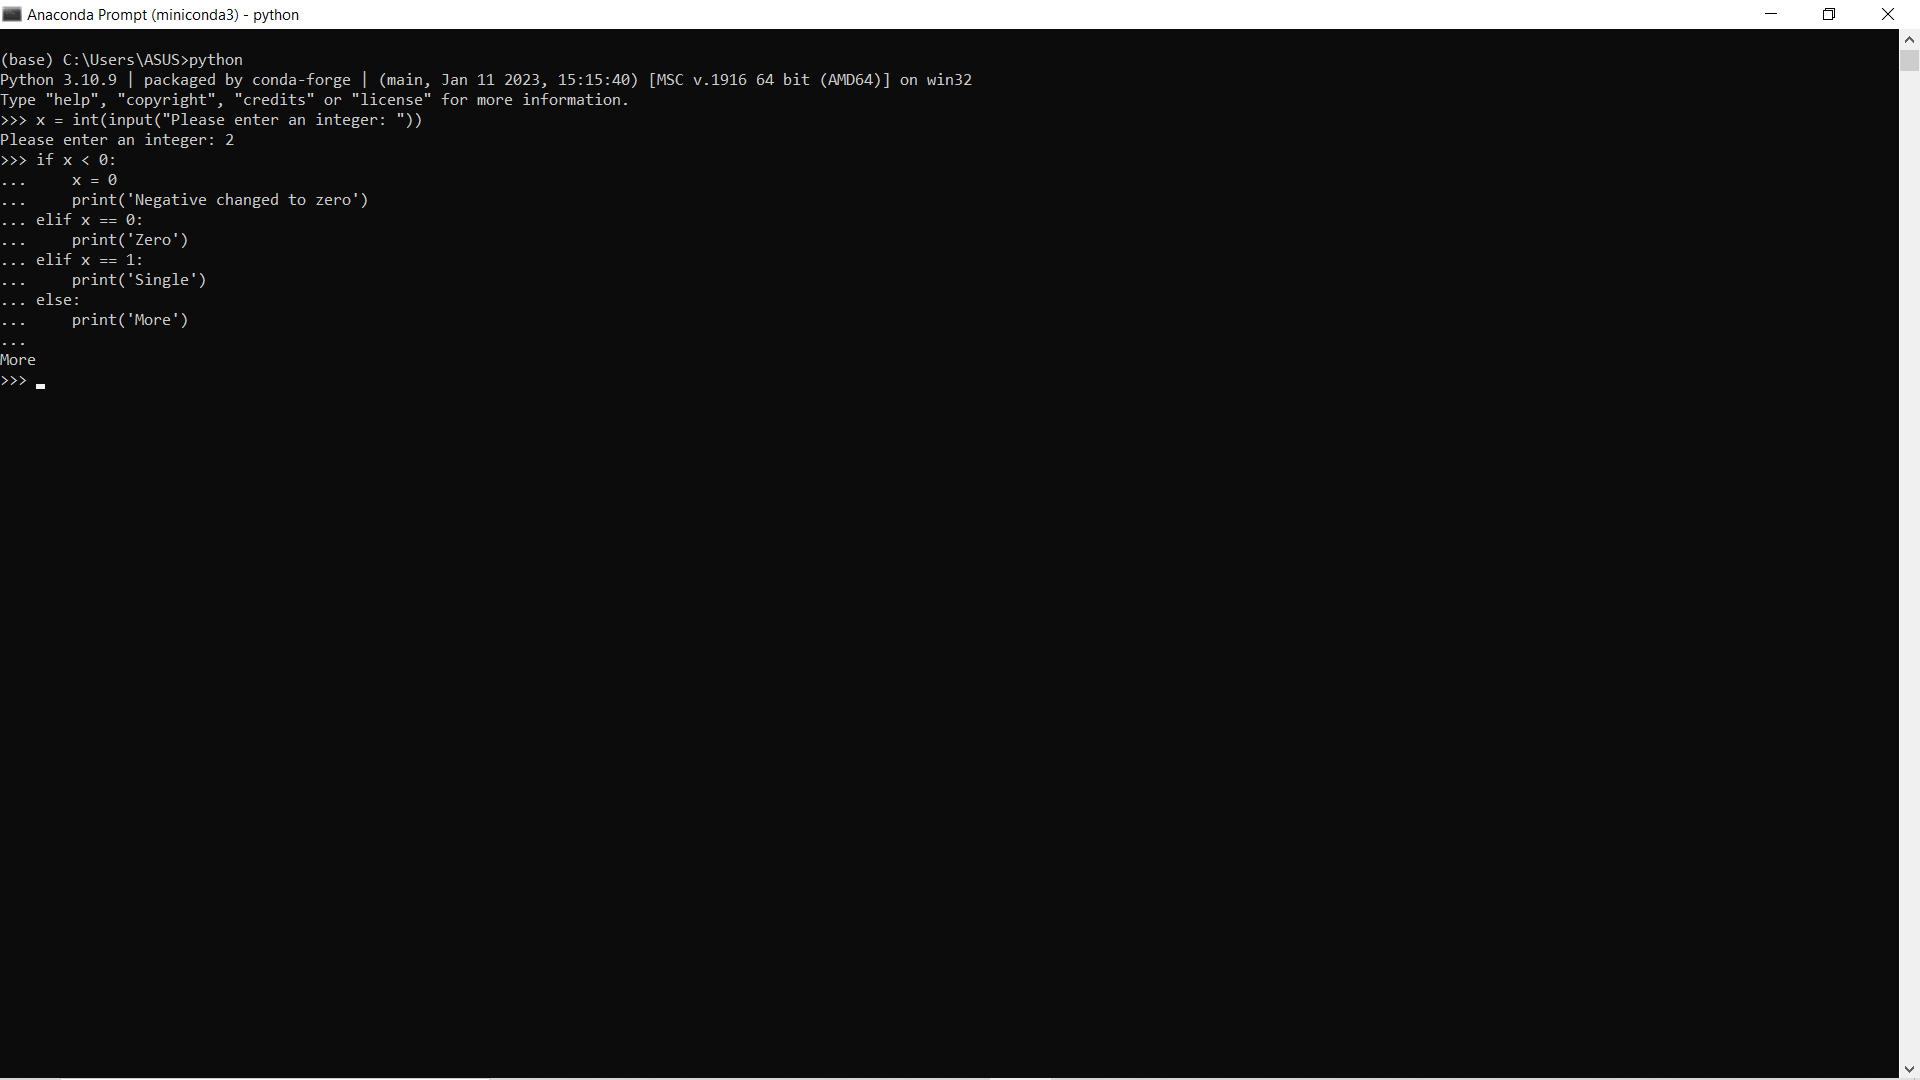 Anaconda Prompt (miniconda3) - python
(base) C:\Users\ASUS>python
Python 3.10.9 | packaged by conda-forge | (main, Jan 11 2023, 15:15:40) [MSC v.1916 64 bit (AMD64)] on win32
Type "help", "copyright", "credits" or "license" for more information.
>>> x = int(input("Please enter an integer: "))
Please enter an integer: 2
>>> if x < 0:
...     x = 0
...     print('Negative changed to zero')
... elif x == 0:
...     print('Zero')
... elif x == 1:
...     print('Single')
... else:
...     print('More')
...
More
>>>